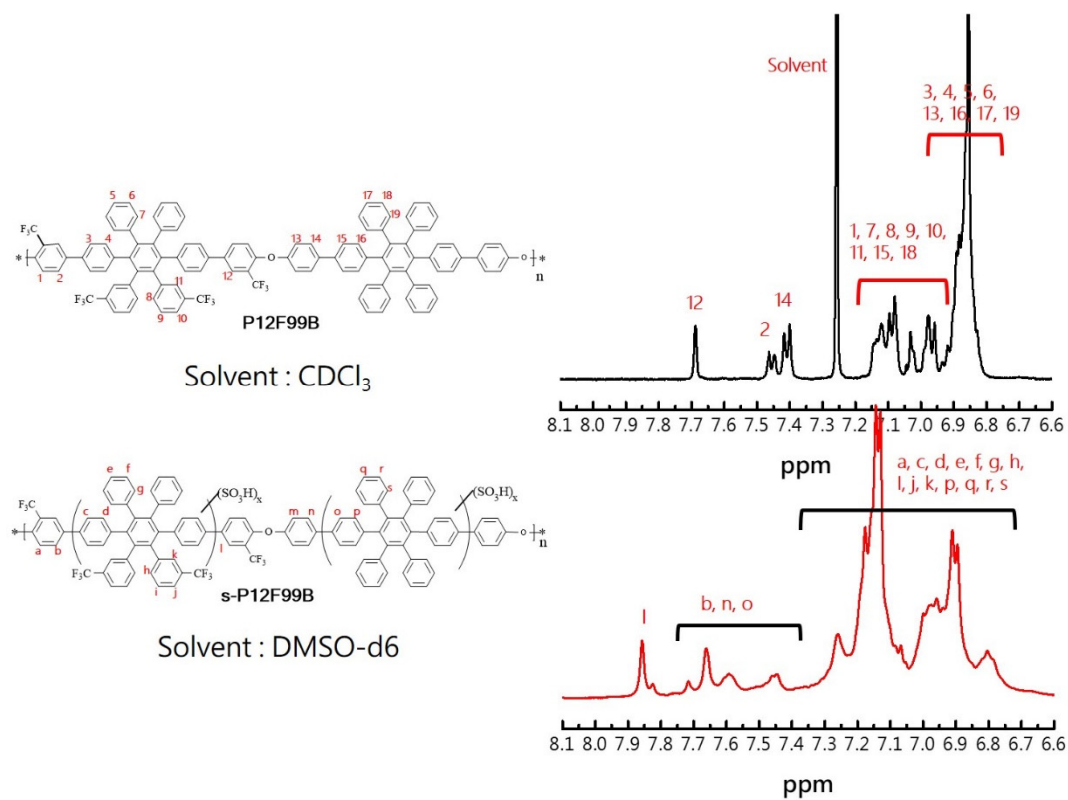 Solvent
3, 4, 5, 6,
13, 16, 17, 19
1, 7, 8, 9, 10,
11, 15, 18
12
2
14
8.1 8.0 7.9 7.8 7.7 7.6 7.5 7.4 7.3 7.2 7.1 7.0 6.9 6.8 6.7 6.6
ppm
5 6 7
17 18 19
F₃C
3 4
13 14 15 16
* O O * n
1 2
12
CF₃
11
F₃C 8 CF₃
9 10
P12F99B
Solvent : CDCl₃
a, c, d, e, f, g, h,
I, j, k, p, q, r, s
b, n, o
l
8.1 8.0 7.9 7.8 7.7 7.6 7.5 7.4 7.3 7.2 7.1 7.0 6.9 6.8 6.7 6.6
ppm
e f g
(SO₃H)x
q r s
(SO₃H)x
F₃C
c d
m n o p
* O O * n
a b
l
CF₃
k
F₃C h CF₃
i j
s-P12F99B
Solvent : DMSO-d6